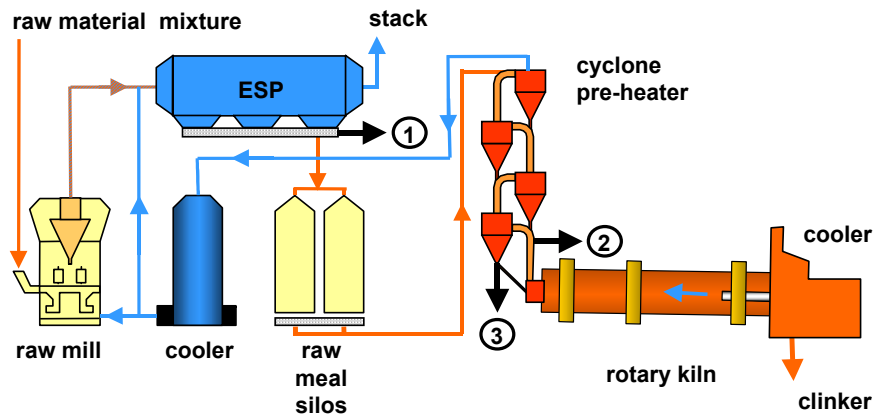 raw material mixture
stack
ESP
cyclone
pre-heater
1
2
cooler
3
raw mill
cooler
raw
meal
silos
rotary kiln
clinker